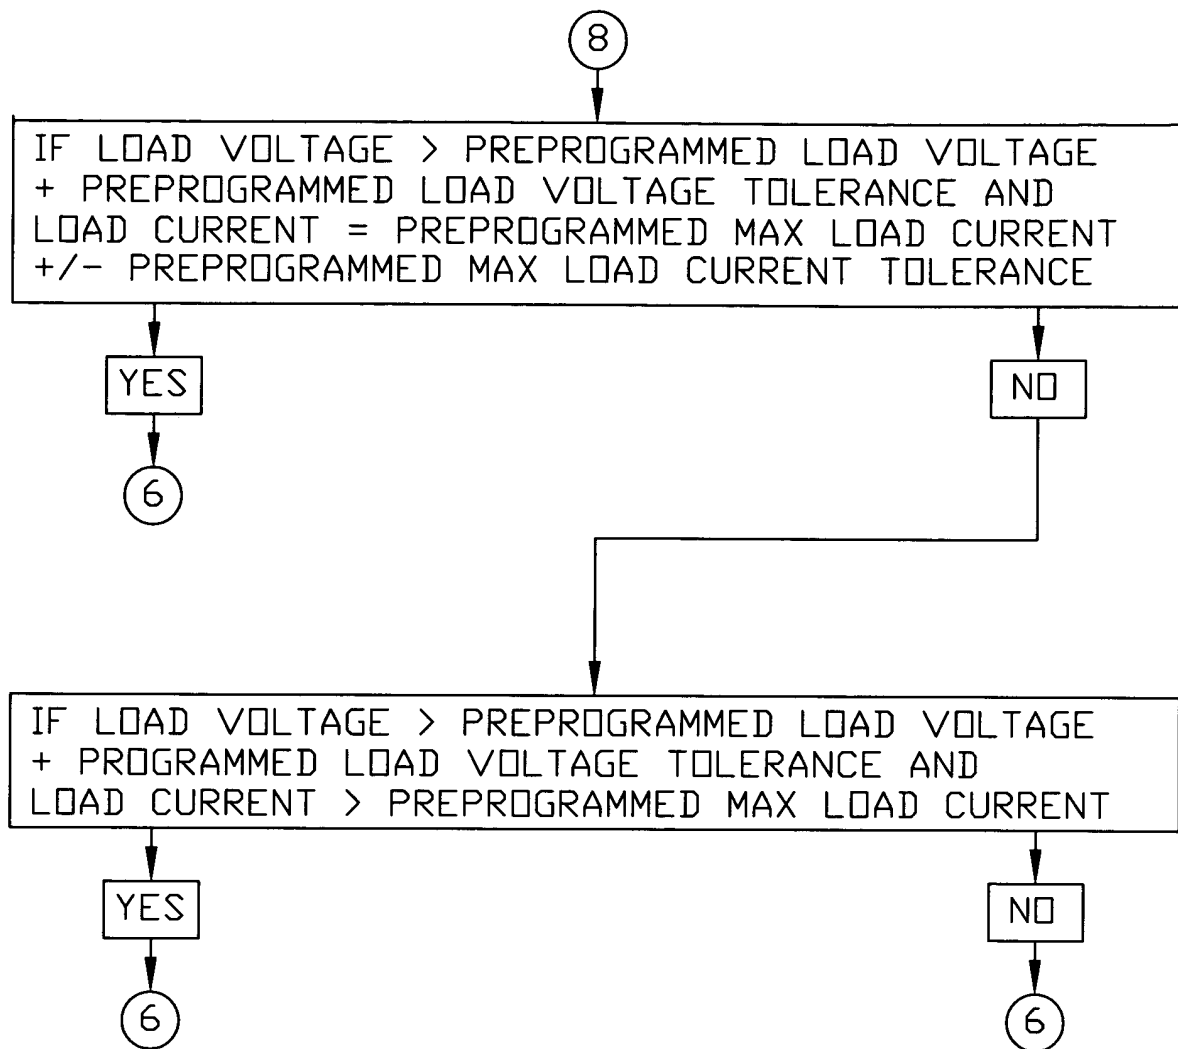 8
IF LOAD VOLTAGE > PREPROGRAMMED LOAD VOLTAGE
+ PREPROGRAMMED LOAD VOLTAGE TOLERANCE AND
LOAD CURRENT = PREPROGRAMMED MAX LOAD CURRENT
+/- PREPROGRAMMED MAX LOAD CURRENT TOLERANCE
YES
NO
6
IF LOAD VOLTAGE > PREPROGRAMMED LOAD VOLTAGE
+ PROGRAMMED LOAD VOLTAGE TOLERANCE AND
LOAD CURRENT > PREPROGRAMMED MAX LOAD CURRENT
YES
NO
6
6